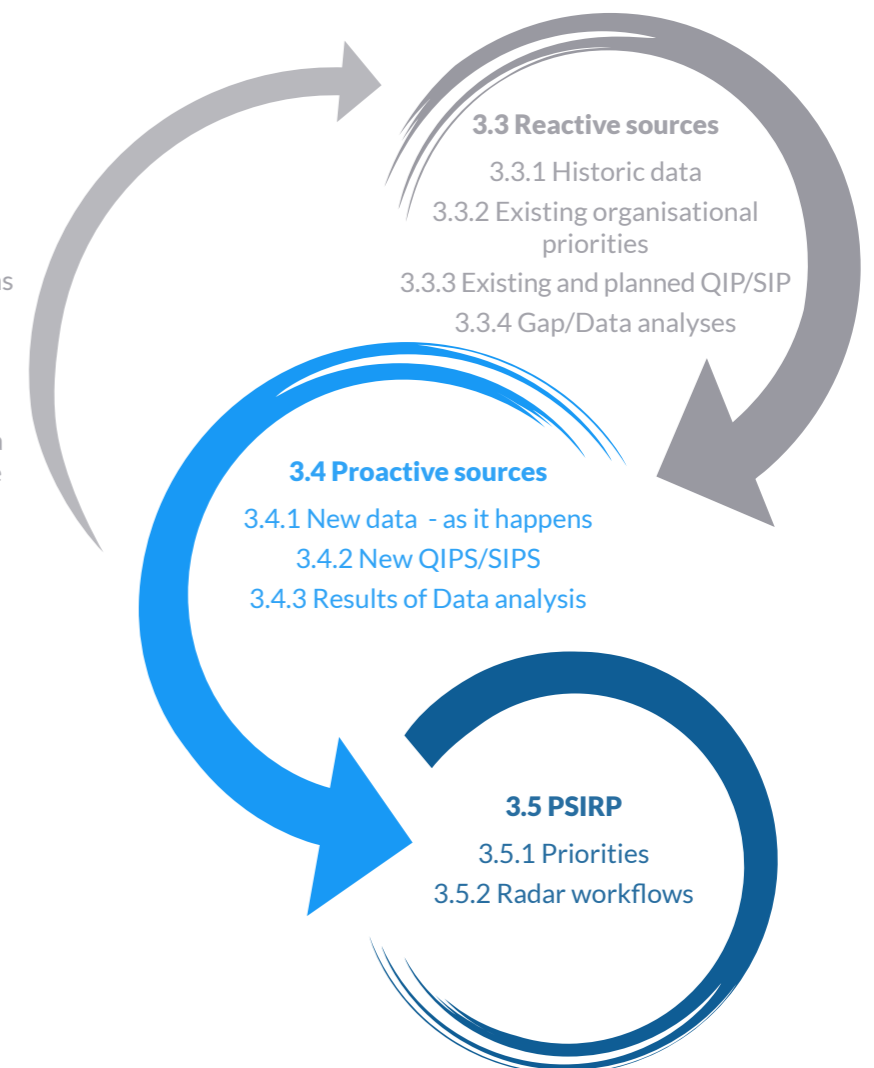 3.3 Reactive sources
3.3.1 Historic data
3.3.2 Existing organisational
priorities
3.3.3 Existing and planned QIP/SIP
3.3.4 Gap/Data analyses
3.4 Proactive sources
3.4.1 New data - as it happens
3.4.2 New QIPS/SIPS
3.4.3 Results of Data analysis
3.5 PSIRP
3.5.1 Priorities
3.5.2 Radar workflows